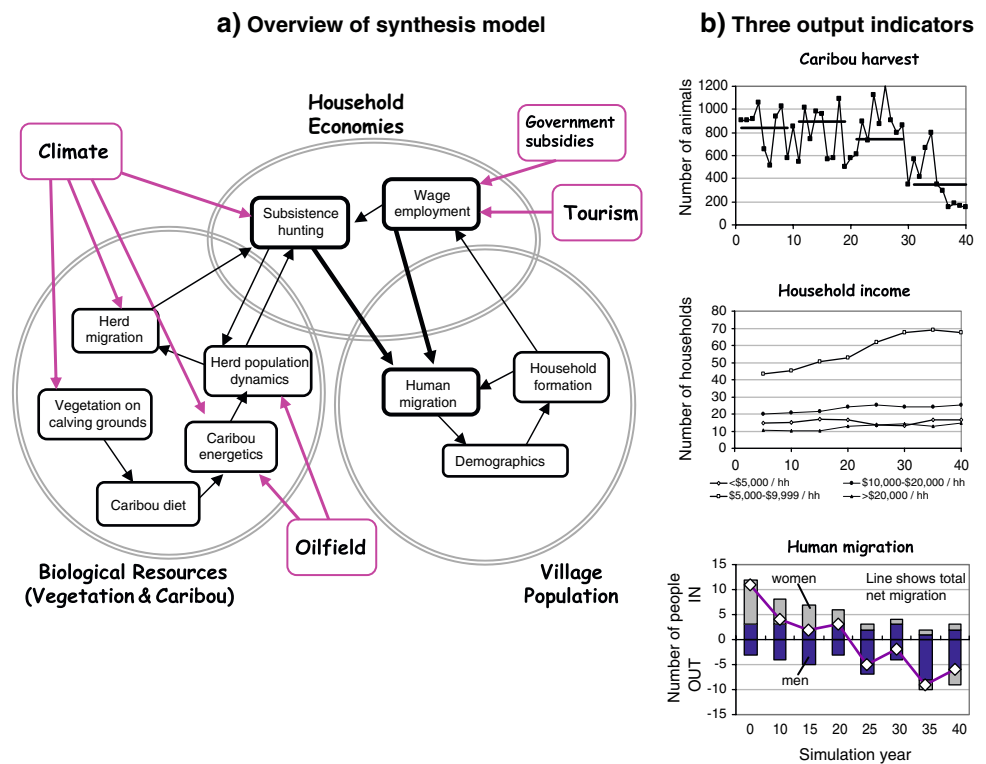 a) Overview of synthesis model
Household
Economies
Climate
Government
subsidies
Tourism
Subsistence
hunting
Wage
employment
Herd
migration
Herd population
dynamics
Vegetation on
calving grounds
Caribou
energetics
Caribou diet
Human
migration
Household
formation
Demographics
Oilfield
Biological Resources
(Vegetation & Caribou)
Village
Population
b) Three output indicators
Caribou harvest
Number of animals
1200
1000
800
600
400
200
0
0 10 20 30 40
Household income
Number of households
80
70
60
50
40
30
20
10
0
0 10 20 30 40
<$5,000 / hh
$10,000-$20,000 / hh
$5,000-$9,999 / hh
>$20,000 / hh
Human migration
Number of people
OUT IN
15
10
5
0
-5
-10
-15
women
men
Line shows total
net migration
0 10 15 20 25 30 35 40
Simulation year